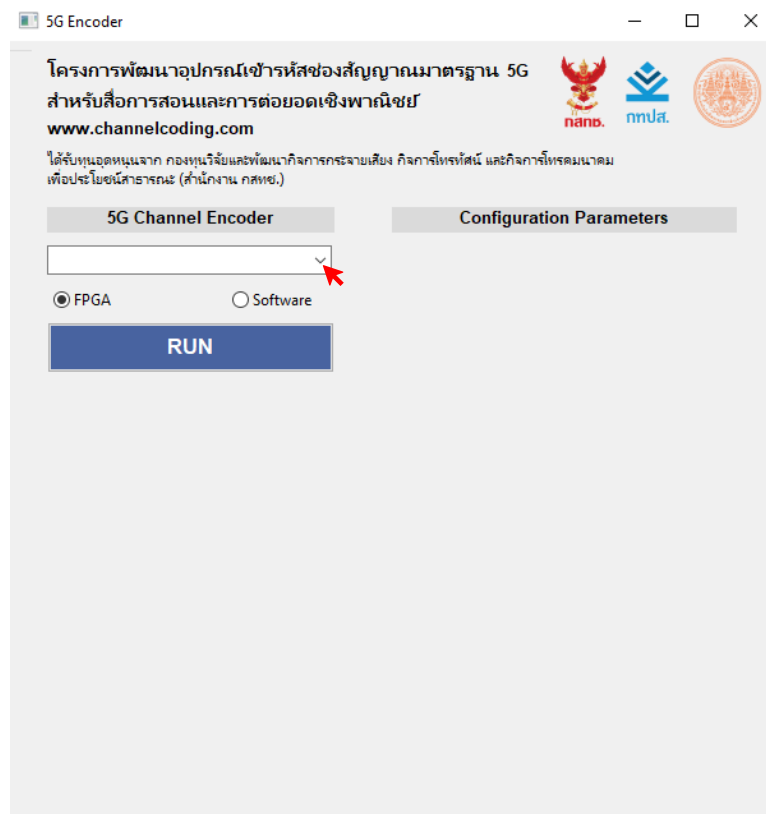 5G Encoder
โครงการพัฒนาอุปกรณ์เข้ารหัสช่องสัญญาณมาตรฐาน 5G
สำหรับสื่อการสอนและการต่อยอดเชิงพาณิชย์
www.channelcoding.com
กสทช.
กทปส.
ได้รับทุนอุดหนุนจาก กองทุนวิจัยและพัฒนากิจการกระจายเสียง กิจการโทรทัศน์ และกิจการโทรคมนาคม
เพื่อประโยชน์สาธารณะ (สำนักงาน กสทช.)
5G Channel Encoder
Configuration Parameters
FPGA
Software
RUN